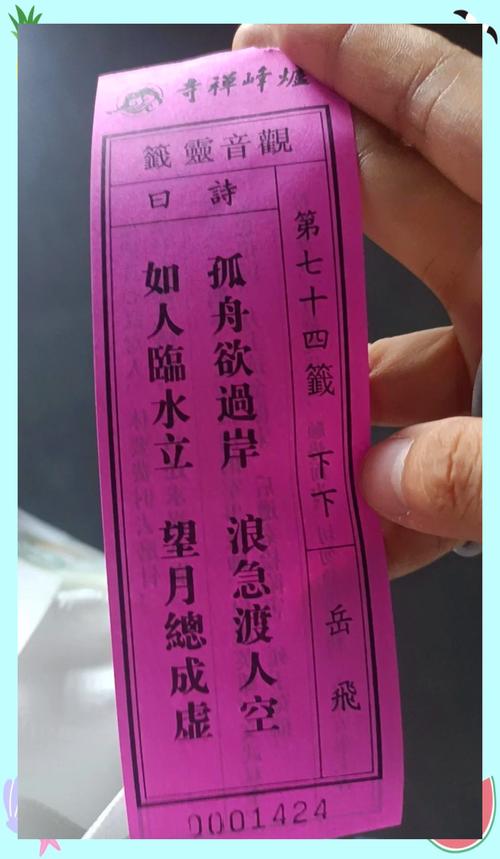 爐峰禪寺
觀音靈籤
第七十四籤 下下
岳飛
詩曰
孤舟欲過岸 浪急渡人空
如人臨水立 望月總成虛
0001424